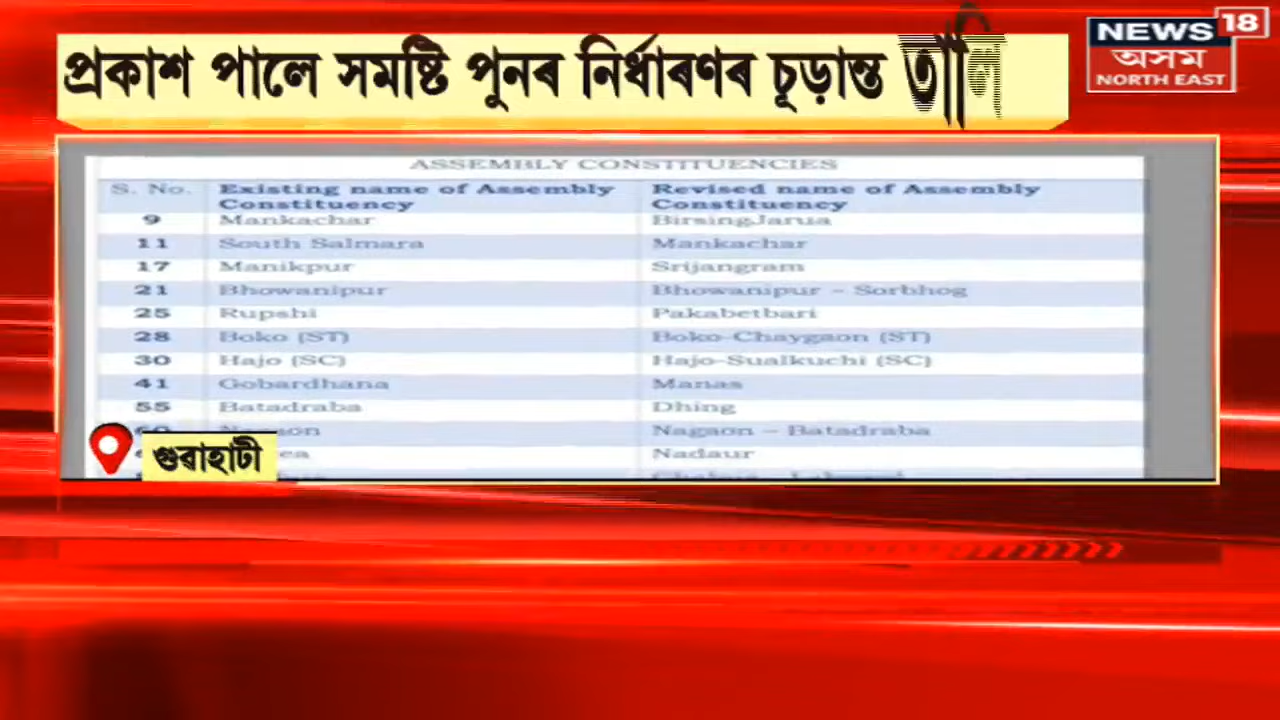 প্ৰকাশ পালে সমষ্টি পুনৰ নিৰ্ধাৰণৰ চূড়ান্ত
NEWS 18
অসম
NORTH EAST
ASSEMBLY CONSTITUENCIES
S. No. Existing name of Assembly Constituency Revised name of Assembly Constituency
9 Mankachar BirsingJarua
11 South Salmara Mankachar
17 Manikpur Srijangram
21 Bhowanipur Bhowanipur – Sorbhog
25 Rupshi Pakabetbari
28 Boko (ST) Boko-Chaygaon (ST)
30 Hajo (SC) Hajo-Sualkuchi (SC)
41 Gobardhana Manas
55 Batadraba Dhing
Nagaon – Batadraba
Nadaur
গুৱাহাটী